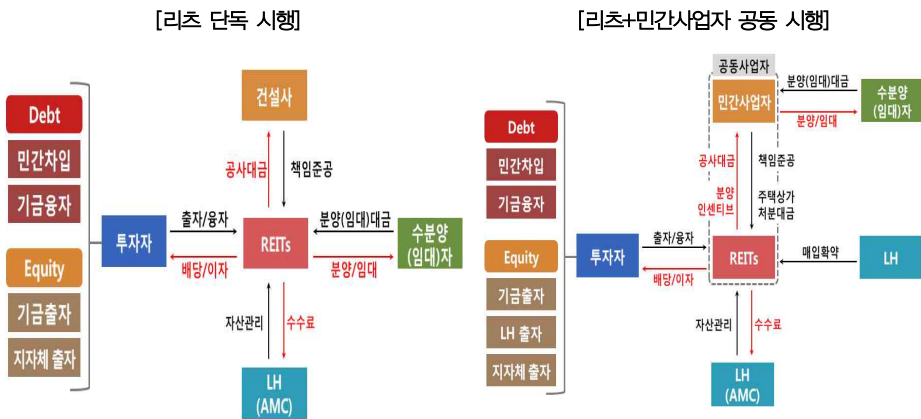 [리츠 단독 시행]
건설사
Debt
민간차입
기금융자
Equity
기금출자
지자체 출자
투자자
출자/융자
배당/이자
공사대금
책임준공
REITs
분양(임대)대금
분양/임대
수분양
(임대)자
자산관리
수수료
LH
(AMC)
[리츠+민간사업자 공동 시행]
공동사업자
민간사업자
분양(임대)대금
분양/임대
수분양
(임대)자
Debt
민간차입
기금융자
Equity
기금출자
LH 출자
지자체 출자
투자자
출자/융자
배당/이자
공사대금
분양
인센티브
책임준공
주택상가
처분대금
REITs
매입확약
LH
자산관리
수수료
LH
(AMC)